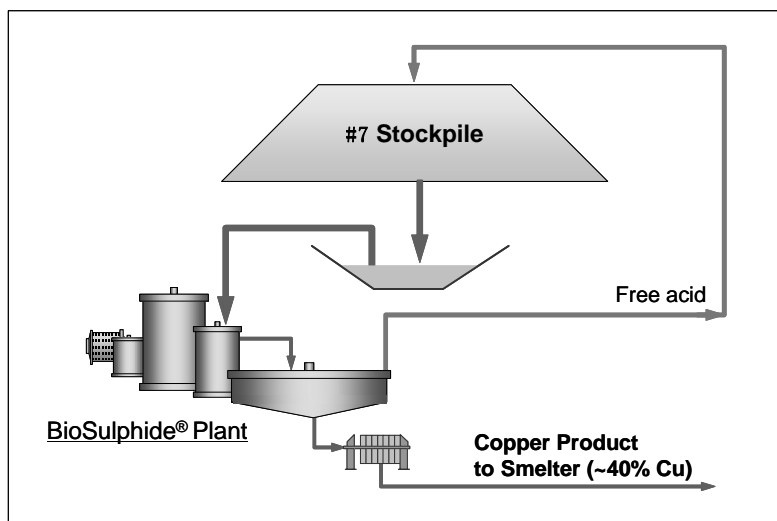 #7 Stockpile
Free acid
BioSulphide® Plant
Copper Product
to Smelter (~40% Cu)